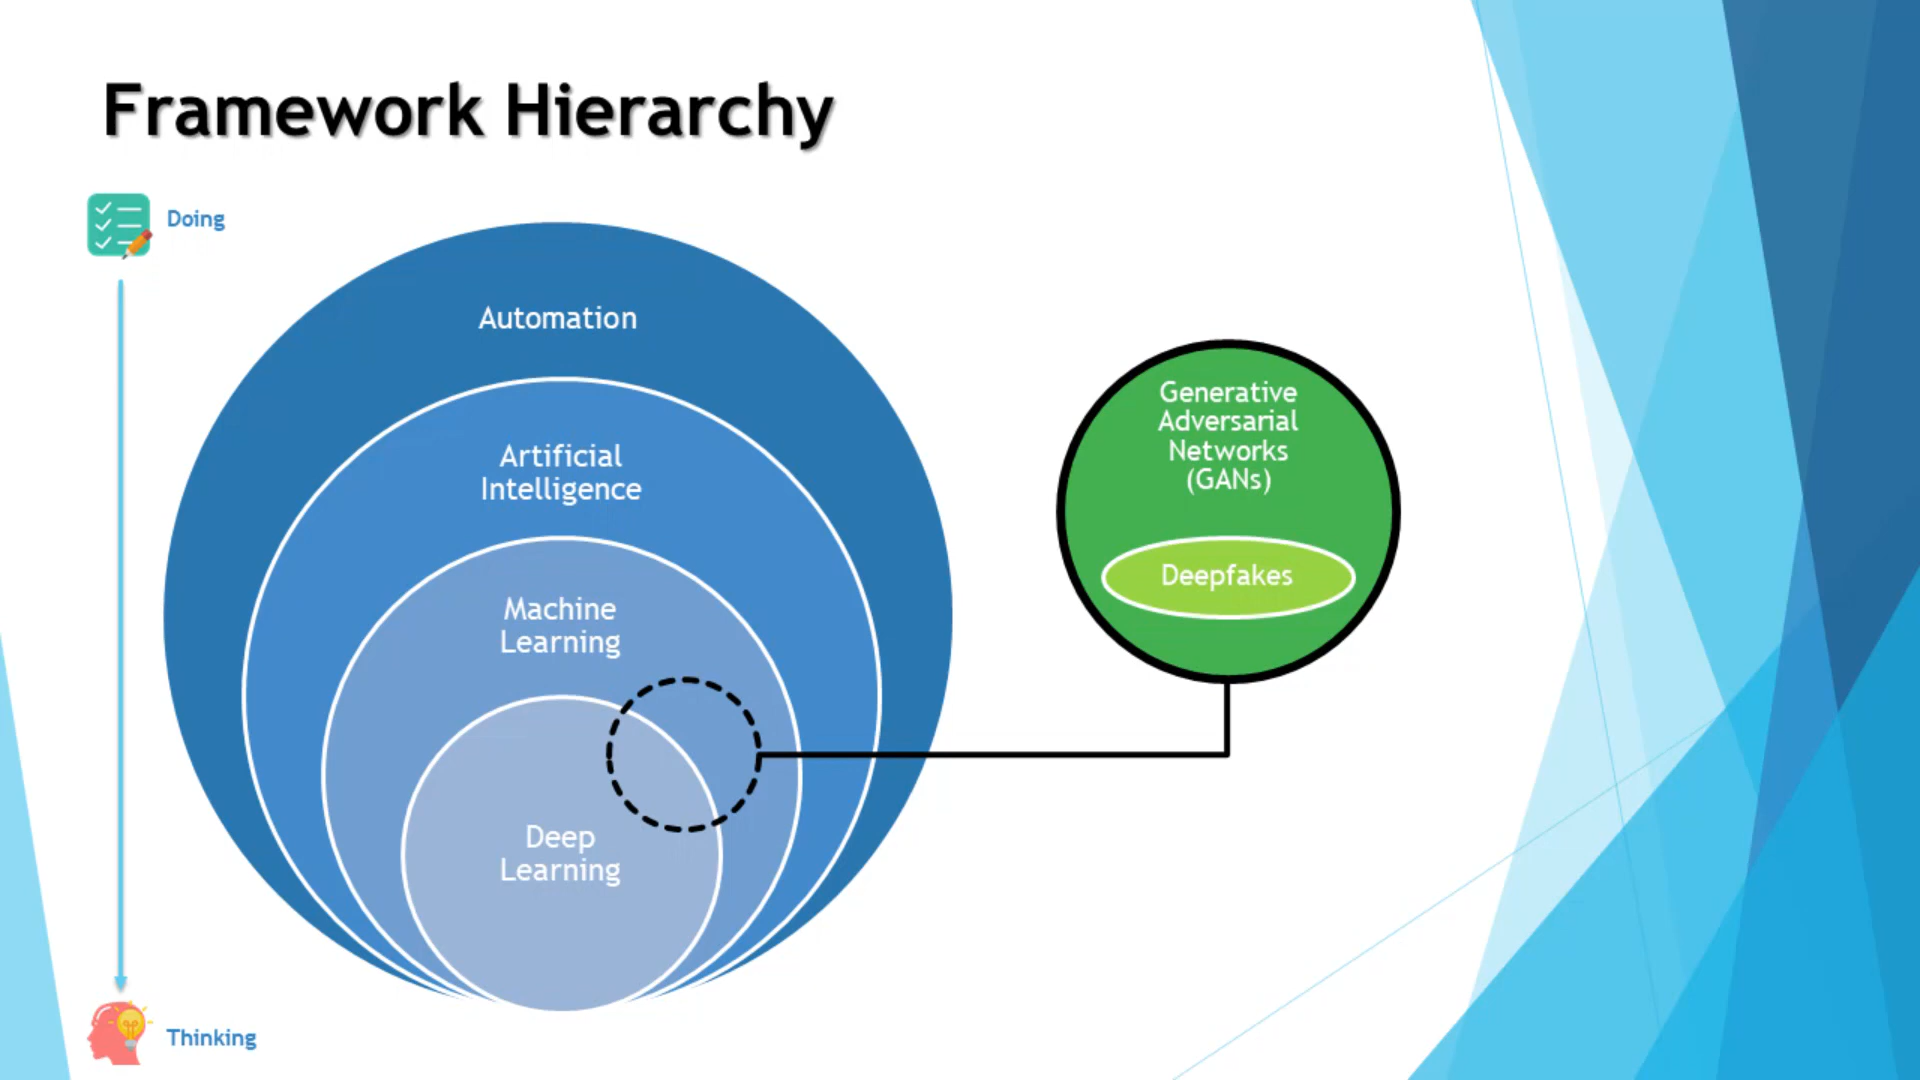 Framework Hierarchy
Doing
Automation
Artificial
Intelligence
Machine
Learning
Deep
Learning
Generative
Adversarial
Networks
(GANs)
Deepfakes
Thinking